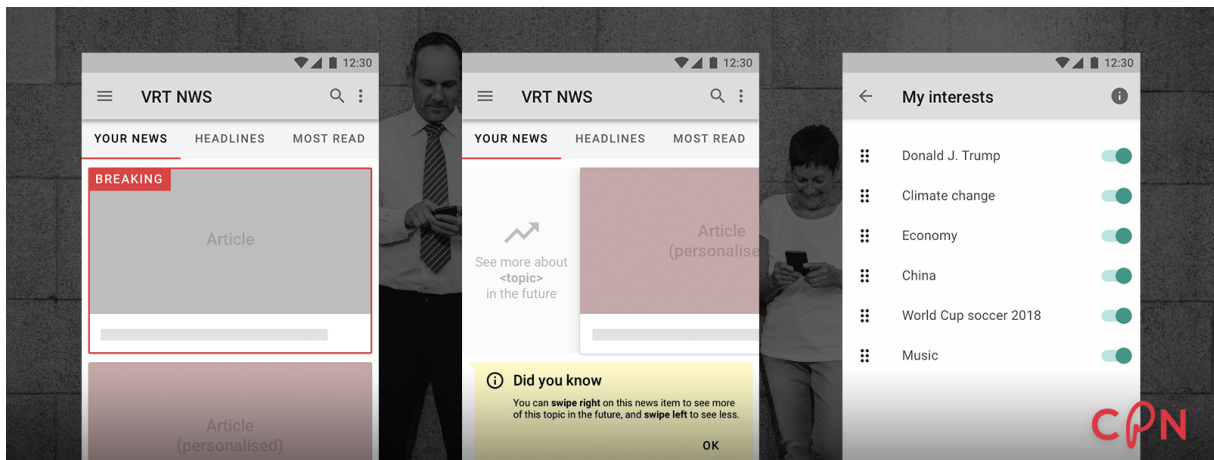 12:30
VRT NWS
YOUR NEWS HEADLINES MOST READ
BREAKING
Article
Article
(personalised)
12:30
VRT NWS
YOUR NEWS HEADLINES MOST READ
See more about
<topic>
in the future
Article
(personalise
Did you know
You can swipe right on this news item to see more
of this topic in the future, and swipe left to see less.
OK
12:30
My interests
Donald J. Trump
Climate change
Economy
China
World Cup soccer 2018
Music
CPN